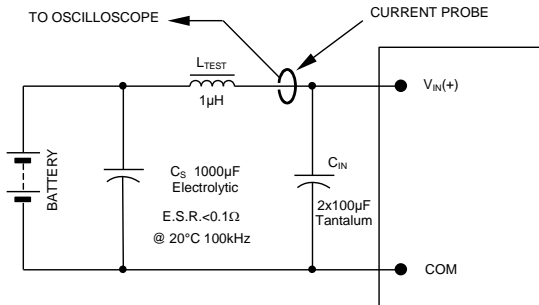 TO OSCILLOSCOPE
CURRENT PROBE
LTEST
1µH
VIN(+)
BATTERY
CS 1000µF
Electrolytic
E.S.R.<0.1Ω
@ 20°C 100kHz
CIN
2x100µF
Tantalum
COM